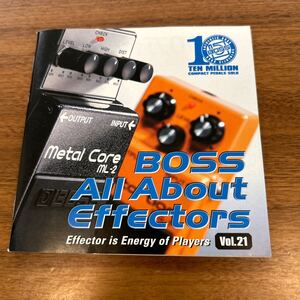 CHECK
LEVEL LOW HIGH DIST
10
TEN MILLION
COMPACT PEDALS SOLD
OUTPUT INPUT
Metal Core
ML-2
BOSS
All About
Effectors
Effector is Energy of Players Vol.21